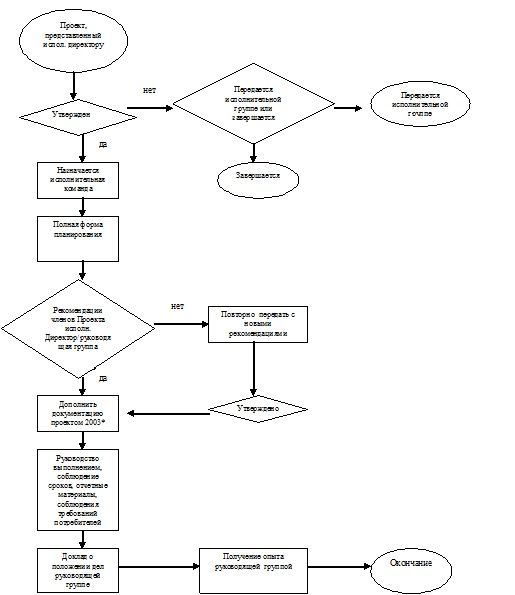 Проект,
представленный
испол. директору
нет
Передается
исполнительной
группе или
завершается
Передается
исполнительной
группе
Утвержден
да
Назначается
исполнительная
команда
Завершается
Полная форма
планирования
Рекомендации
членов Проекта
исполн.
Директор/руководя
щая группа
нет
Повторно передать с
новыми
рекомендациями
да
Дополнить
документацию
проектом 2003*
Утверждено
Руководство
выполнением,
соблюдение
сроков, отчетные
материалы,
соблюдения
требований
потребителей
Доклад о
положении дел
руководящей
группе
Получение опыта
руководящей группой
Окончание